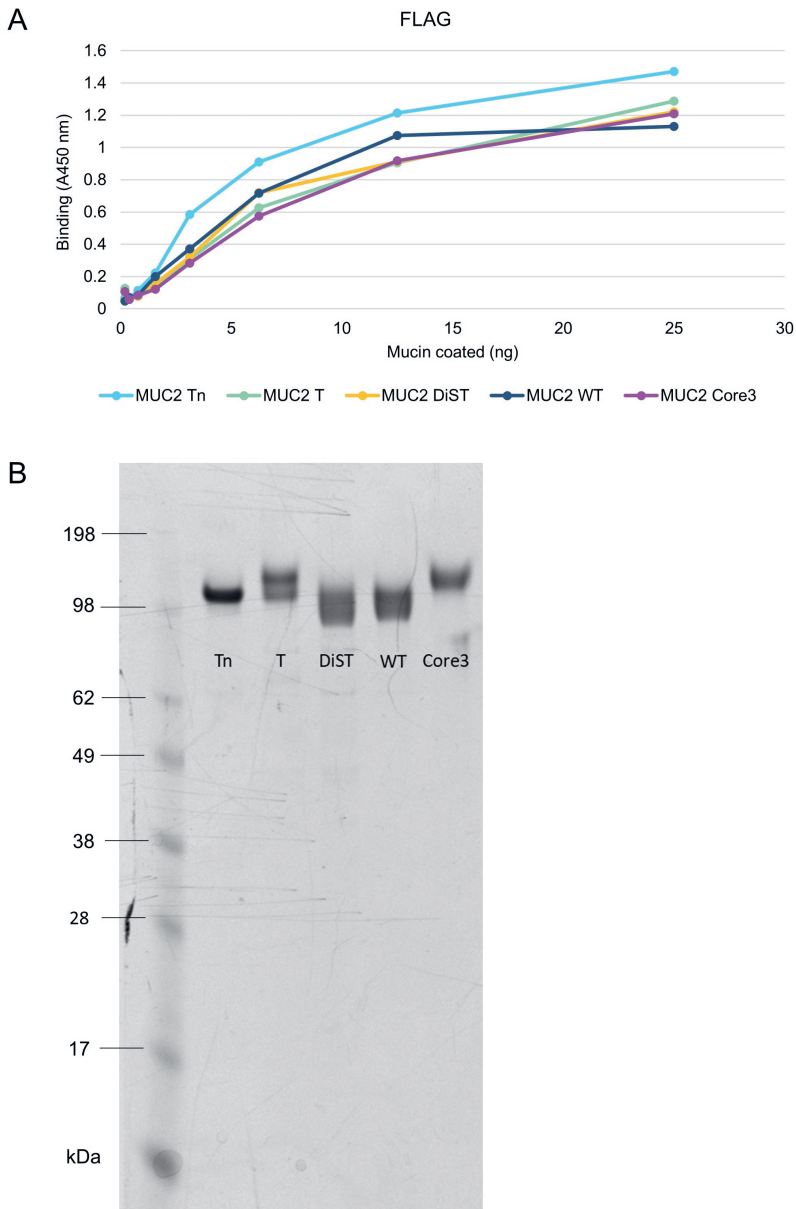 A
FLAG
1.6
1.4
1.2
1
0.8
0.6
0.4
0.2
0
Binding (A450 nm)
0 5 10 15 20 25 30
Mucin coated (ng)
MUC2 Tn MUC2 T MUC2 DiST MUC2 WT MUC2 Core3
B
198
98
Tn T DiST WT Core3
62
49
38
28
17
kDa